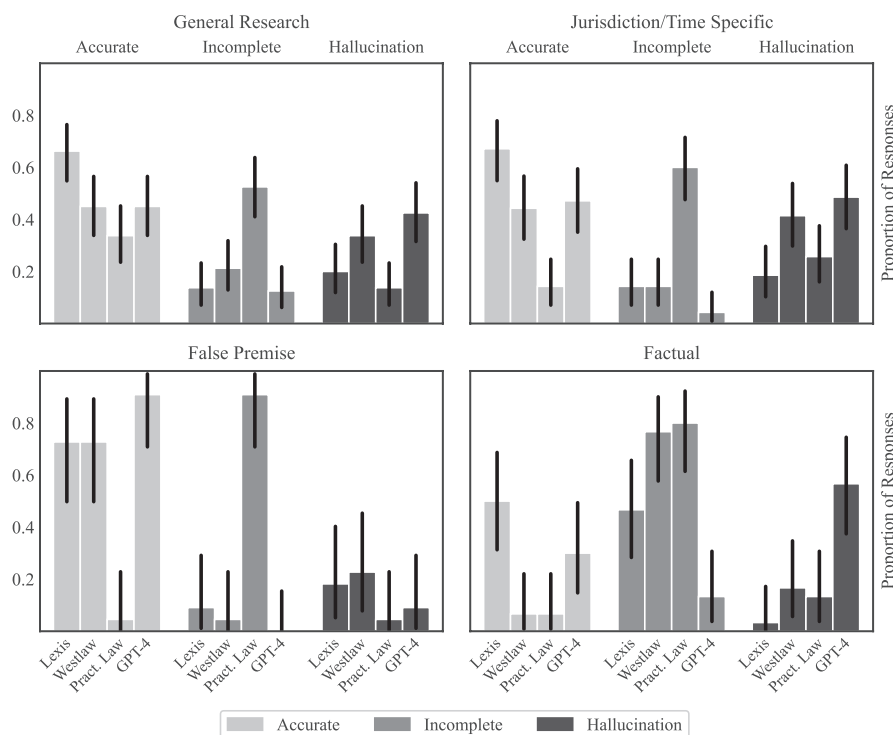 General Research
Jurisdiction/Time Specific
Accurate Incomplete Hallucination
Accurate Incomplete Hallucination
0.8
0.6
0.4
0.2
Proportion of Responses
False Premise
Factual
0.8
0.6
0.4
0.2
Proportion of Responses
Lexis Westlaw Pract. Law GPT-4 Lexis Westlaw Pract. Law GPT-4 Lexis Westlaw Pract. Law GPT-4
Lexis Westlaw Pract. Law GPT-4 Lexis Westlaw Pract. Law GPT-4 Lexis Westlaw Pract. Law GPT-4
Accurate Incomplete Hallucination